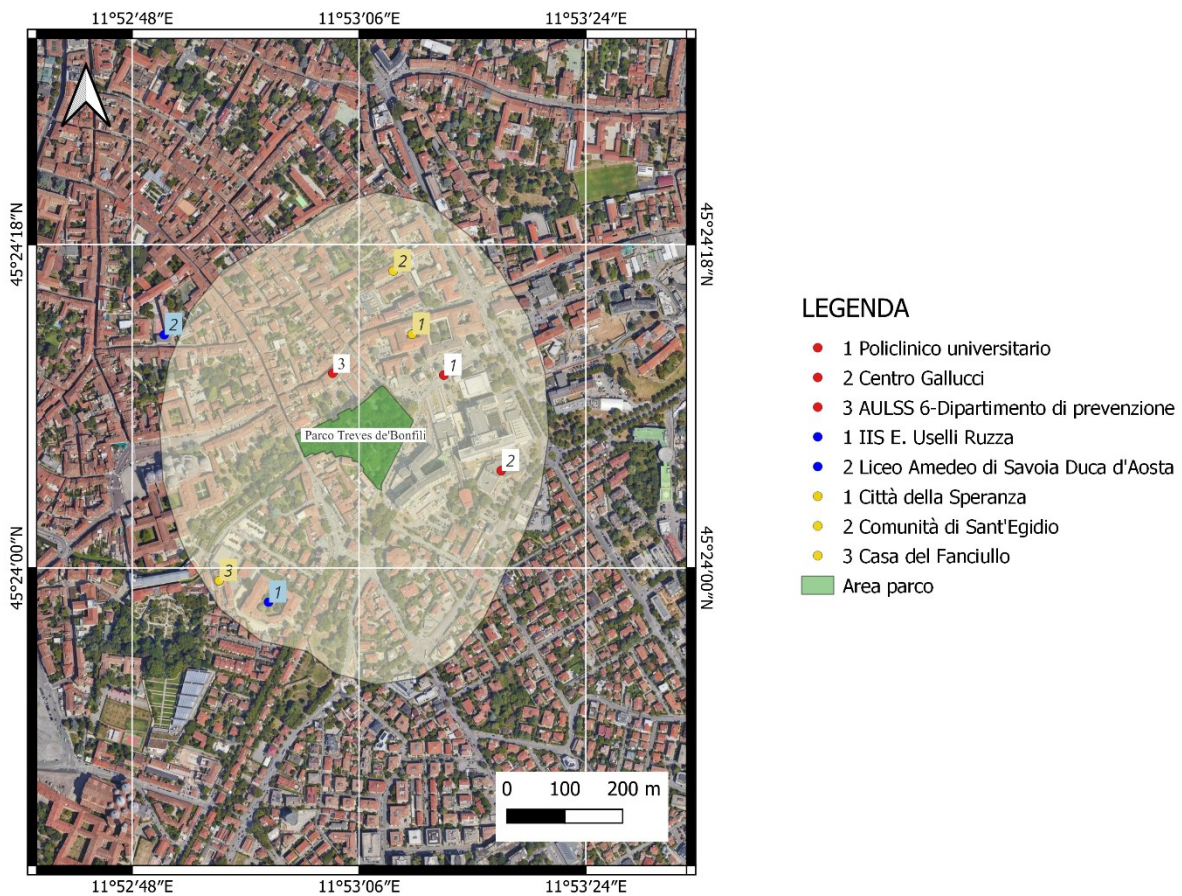 11°52′48″E 11°53′06″E 11°53′24″E
45°24′18″N
45°24′18″N
2
1
2
3
1
Parco Treves de'Bonfili
2
45°24′00″N
45°24′00″N
3
1
0 100 200 m
11°52′48″E 11°53′06″E 11°53′24″E
LEGENDA
1 Policlinico universitario
2 Centro Gallucci
3 AULSS 6-Dipartimento di prevenzione
1 IIS E. Uselli Ruzza
2 Liceo Amedeo di Savoia Duca d'Aosta
1 Città della Speranza
2 Comunità di Sant'Egidio
3 Casa del Fanciullo
Area parco